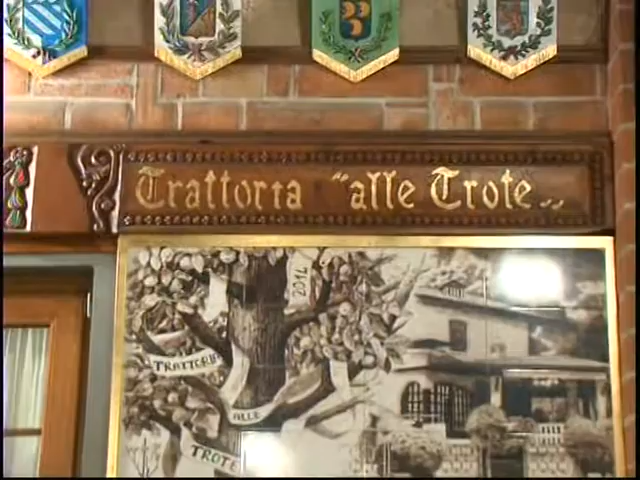 Trattoria "alle Trote"
2014
TRATTORIA
ALLE
TROTE